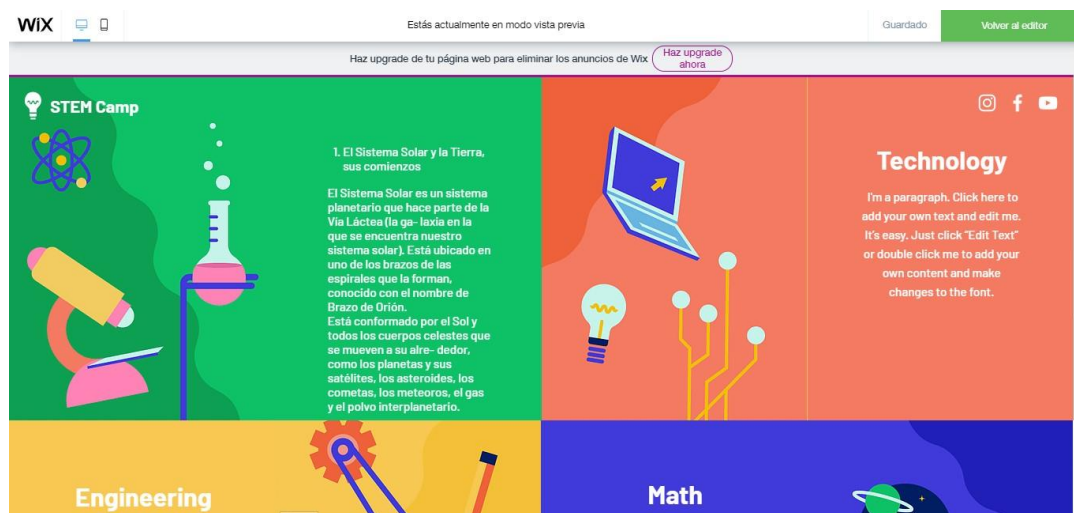 WiX
Estás actualmente en modo vista previa
Guardado
Volver al editor
Haz upgrade de tu página web para eliminar los anuncios de Wix
Haz upgrade
ahora
STEM Camp
1. El Sistema Solar y la Tierra,
sus comienzos
El Sistema Solar es un sistema
planetario que hace parte de la
Vía Láctea (la ga- laxia en la
que se encuentra nuestro
sistema solar). Está ubicado en
uno de los brazos de las
espirales que la forman,
conocido con el nombre de
Brazo de Orión.
Está conformado por el Sol y
todos los cuerpos celestes que
se mueven a su alre- dedor,
como los planetas y sus
satélites, los asteroides, los
cometas, los meteoros, el gas
y el polvo interplanetario.
Technology
I'm a paragraph. Click here to
add your own text and edit me.
It's easy. Just click “Edit Text”
or double click me to add your
own content and make
changes to the font.
Engineering
Math